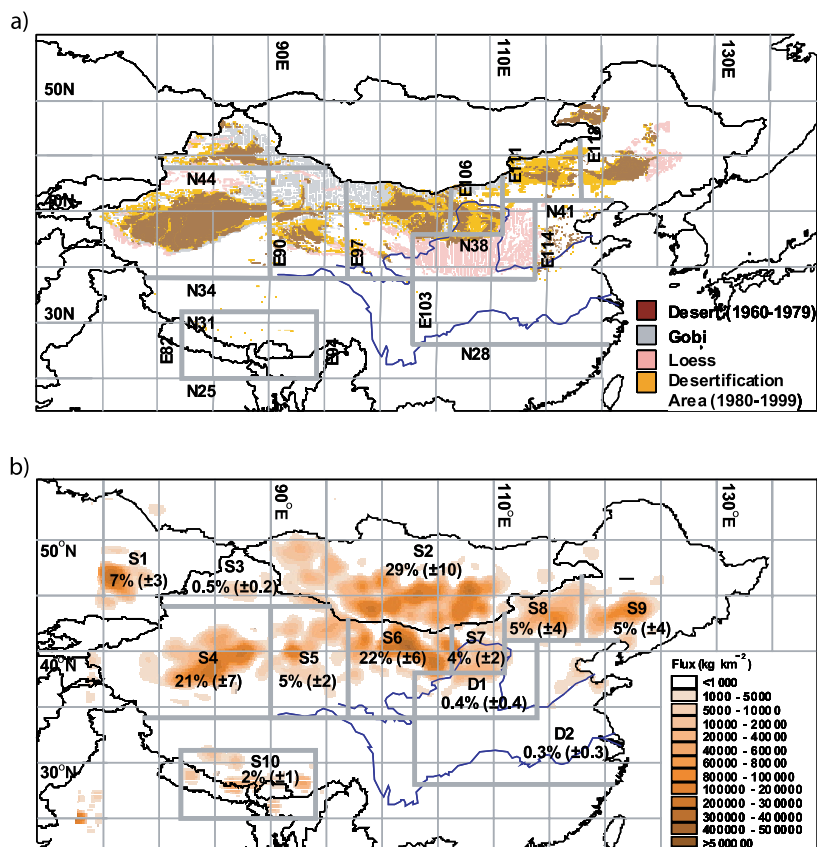 a)
90E
110E
130E
50N
E118
E111
E106
N44
40N
N41
N38
E90
E97
E114
N34
E103
30N
N31
E82
E94
N28
N25
Desert (1960-1979)
Gobi
Loess
Desertification
Area (1980-1999)
b)
90°E
110°E
130°E
50°N
S1
7% (±3)
S3
0.5% (±0.2)
S2
29% (±10)
S8
5% (±4)
S9
5% (±4)
S4
21% (±7)
S5
5% (±2)
S6
22% (±6)
S7
4% (±2)
40°N
D1
0.4% (±0.4)
D2
0.3% (±0.3)
30°N
S10
2% (±1)
Flux (kg km⁻²)
<1000
1000 - 5000
5000 - 10000
10000 - 20000
20000 - 40000
40000 - 60000
60000 - 80000
80000 - 100000
100000 - 200000
200000 - 300000
300000 - 400000
400000 - 500000
>500000